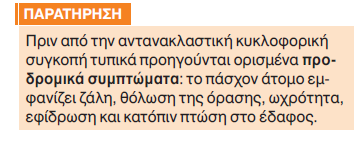 ΠΑΡΑΤΗΡΗΣΗ
Πριν από την αντανακλαστική κυκλοφορική
συγκοπή τυπικά προηγούνται ορισμένα προ-
δρομικά συμπτώματα: το πάσχον άτομο εμ-
φανίζει ζάλη, θόλωση της όρασης, ωχρότητα,
εφίδρωση και κατόπιν πτώση στο έδαφος.